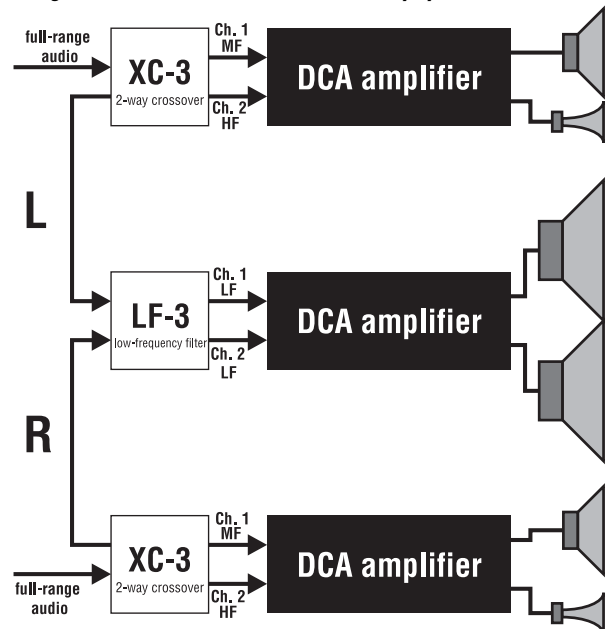 full-range
audio
XC-3
2-way crossover
Ch. 1
MF
Ch. 2
HF
DCA amplifier
L
LF-3
low-frequency filter
Ch. 1
LF
Ch. 2
LF
DCA amplifier
R
XC-3
2-way crossover
Ch. 1
MF
Ch. 2
HF
DCA amplifier
full-range
audio